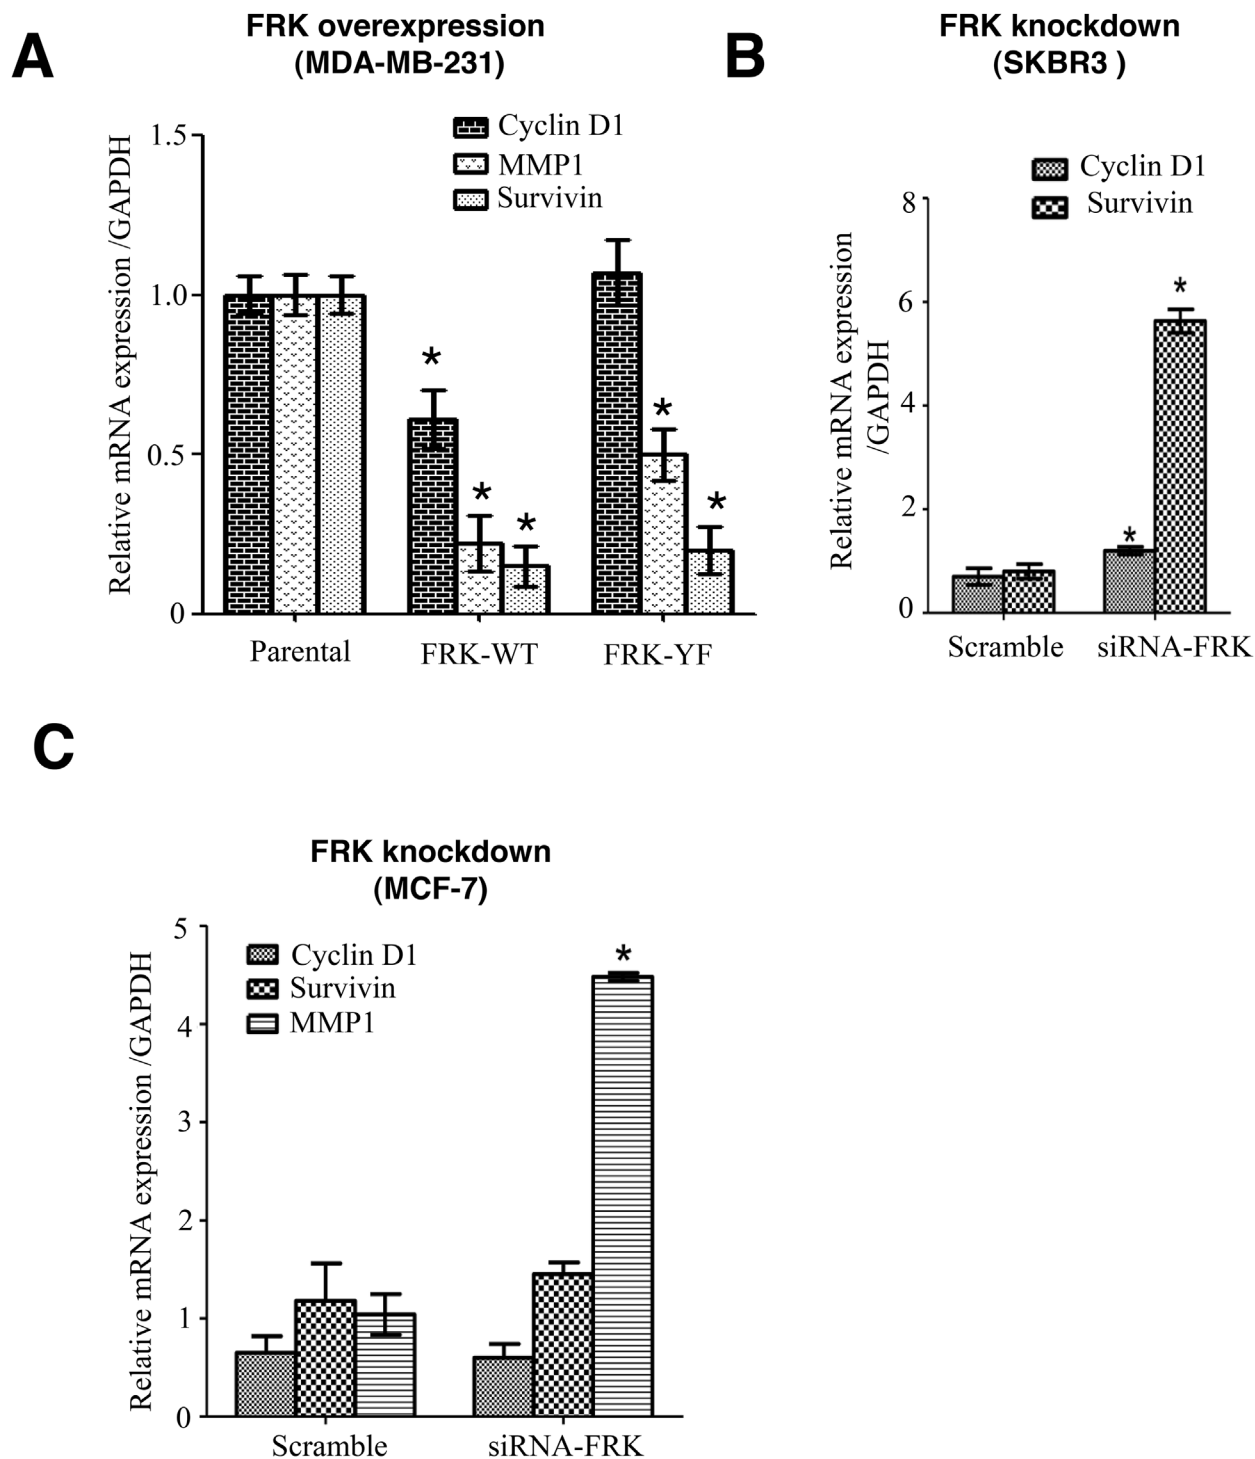 A
FRK overexpression
(MDA-MB-231)
Cyclin D1
MMP1
Survivin
Relative mRNA expression /GAPDH
1.5
1.0
0.5
0
*
*
*
*
*
Parental
FRK-WT
FRK-YF
B
FRK knockdown
(SKBR3 )
Cyclin D1
Survivin
Relative mRNA expression
/GAPDH
8
6
4
2
0
*
*
Scramble
siRNA-FRK
C
FRK knockdown
(MCF-7)
Cyclin D1
Survivin
MMP1
Relative mRNA expression /GAPDH
5
4
3
2
1
0
*
Scramble
siRNA-FRK